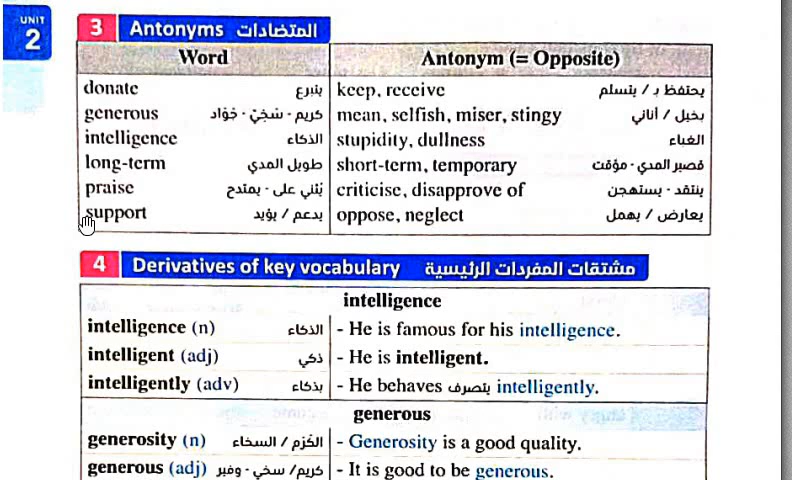 UNIT
2
3 Antonyms المتضادات
Word Antonym (= Opposite)
donate يتبرع keep, receive يحتفظ بـ / يتسلم
generous كريم - سَخِيّ - جَوَاد mean, selfish, miser, stingy بخيل / أناني
intelligence الذكاء stupidity, dullness الغباء
long-term طويل المدي short-term, temporary قصير المدي - مؤقت
praise يُثني على - يمتدح criticise, disapprove of ينتقد - يستهجن
support يدعم / يؤيد oppose, neglect يعارض / يهمل
4 Derivatives of key vocabulary مشتقات المفردات الرئيسية
intelligence
intelligence (n) الذكاء - He is famous for his intelligence.
intelligent (adj) ذكي - He is intelligent.
intelligently (adv) بذكاء - He behaves يتصرف intelligently.
generous
generosity (n) الكَرَم / السخاء - Generosity is a good quality.
generous (adj) كريم/ سخي - وفير - It is good to be generous.